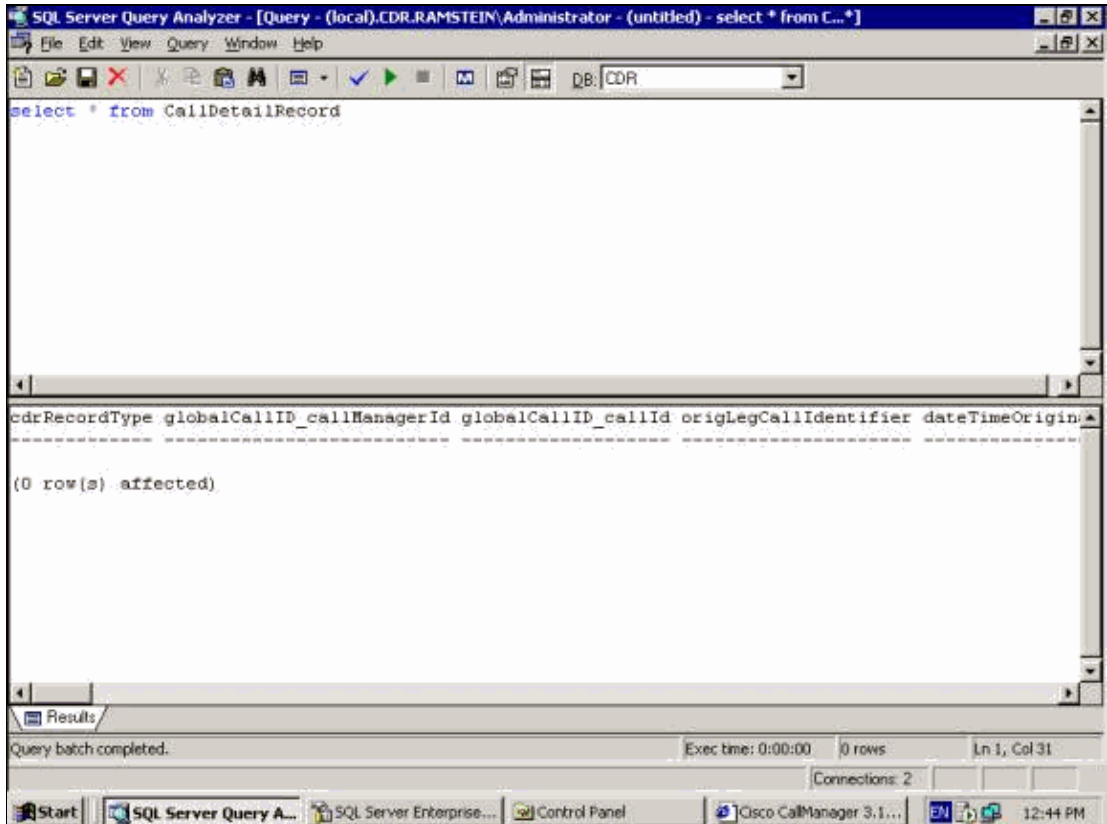 SQL Server Query Analyzer - [Query - (local).CDR.RAMSTEIN\Administrator - (untitled) - select * from C...*]
File Edit View Query Window Help
DB: CDR
select * from CallDetailRecord
cdrRecordType globalCallID_callManagerId globalCallID_callId origLegCallIdentifier dateTimeOrigin
------------- -------------------------- ------------------- --------------------- --------------
(0 row(s) affected)
Results
Query batch completed. Exec time: 0:00:00 0 rows Ln 1, Col 31
Connections: 2
Start SQL Server Query A... SQL Server Enterprise... Control Panel Cisco CallManager 3.1... EN 12:44 PM